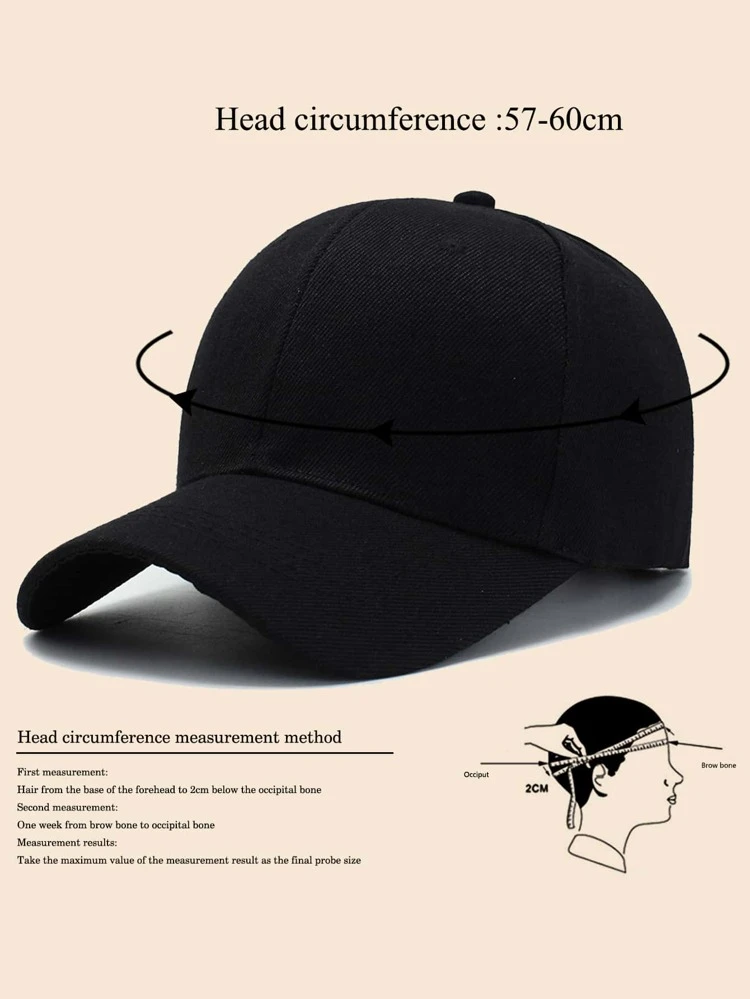 Head circumference :57-60cm
Head circumference measurement method
First measurement:
Hair from the base of the forehead to 2cm below the occipital bone
Second measurement:
One week from brow bone to occipital bone
Measurement results:
Take the maximum value of the measurement result as the final probe size
Occiput
2CM
Brow bone